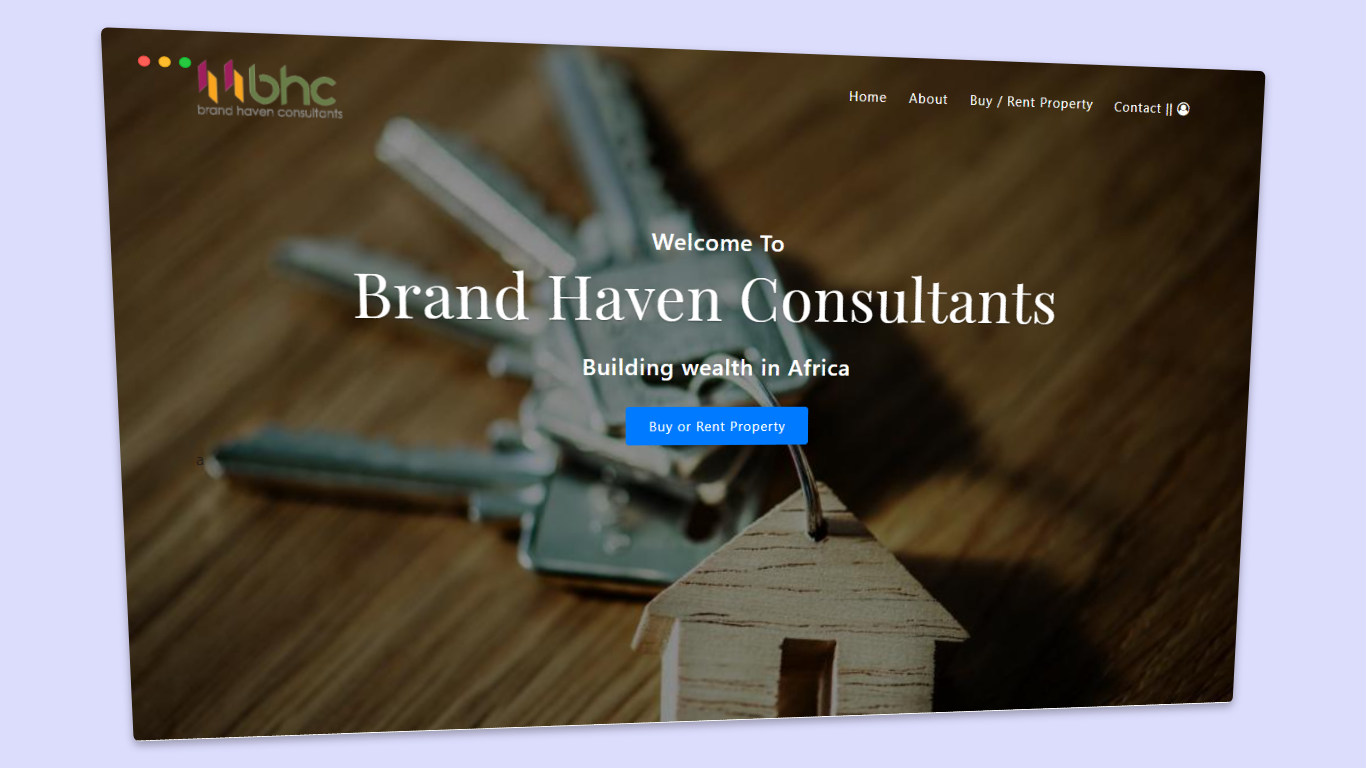 bhc
brand haven consultants
Home About Buy / Rent Property Contact ||
Welcome To
Brand Haven Consultants
Building wealth in Africa
Buy or Rent Property
a